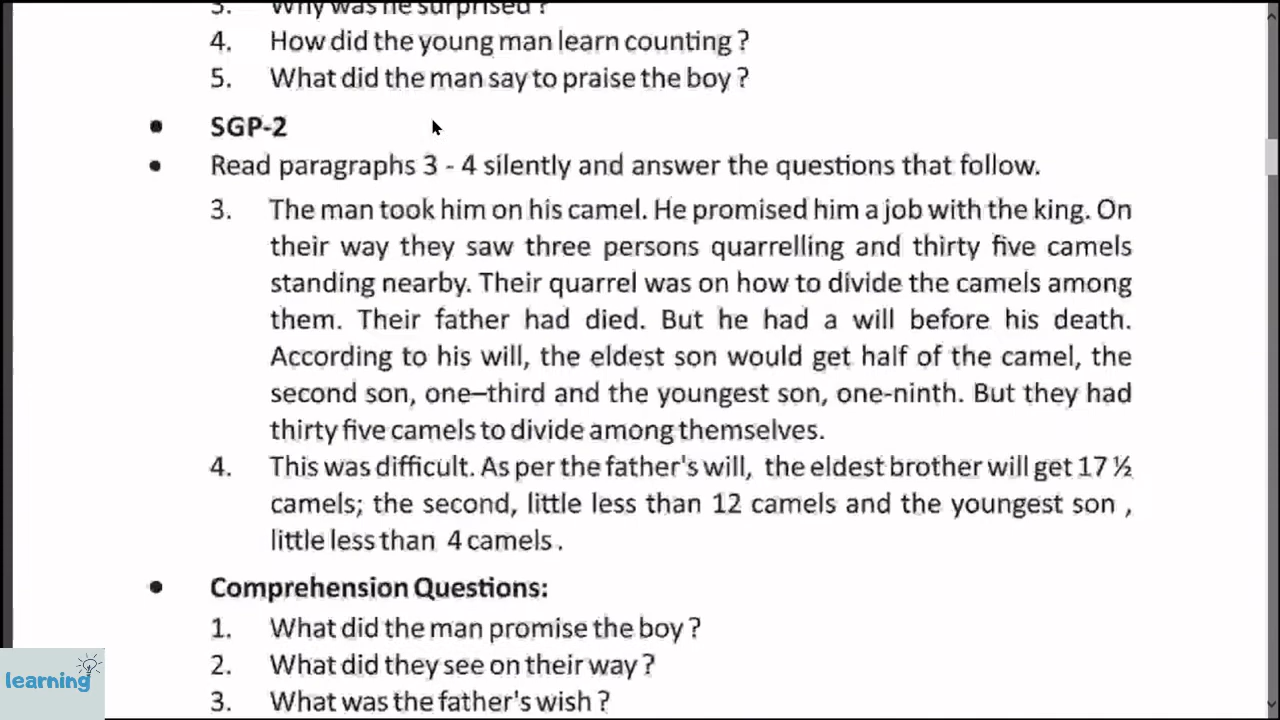 3. Why was he surprised ?
4. How did the young man learn counting ?
5. What did the man say to praise the boy ?
• SGP-2
• Read paragraphs 3 - 4 silently and answer the questions that follow.
3. The man took him on his camel. He promised him a job with the king. On
their way they saw three persons quarrelling and thirty five camels
standing nearby. Their quarrel was on how to divide the camels among
them. Their father had died. But he had a will before his death.
According to his will, the eldest son would get half of the camel, the
second son, one–third and the youngest son, one-ninth. But they had
thirty five camels to divide among themselves.
4. This was difficult. As per the father's will, the eldest brother will get 17 ½
camels; the second, little less than 12 camels and the youngest son ,
little less than 4 camels .
• Comprehension Questions:
1. What did the man promise the boy ?
2. What did they see on their way ?
3. What was the father's wish ?
learning